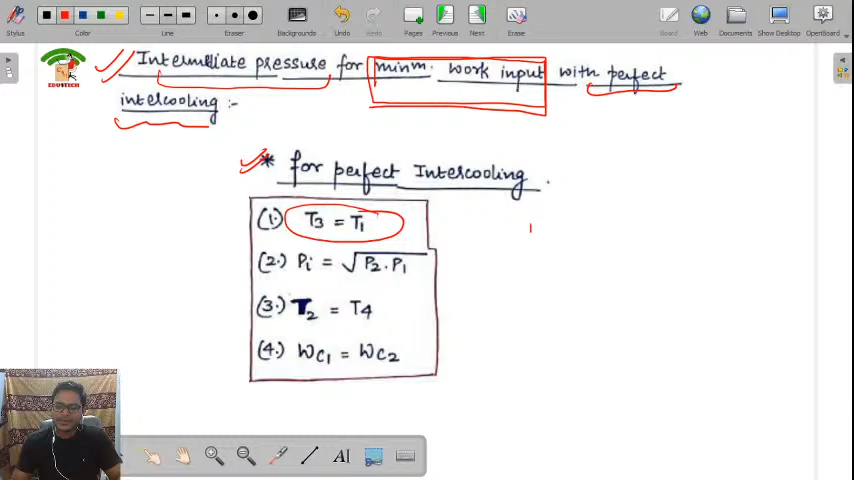 Stylus
Color
Line
Eraser
Backgrounds
Undo
Redo
Pages
Previous
Next
Erase
Board
Web
Documents
Show Desktop
OpenBoard
EDUSTECH
Intermediate pressure for minm. work input with perfect
intercooling :-
* for perfect Intercooling .
(1.) T3 = T1
(2.) Pi = √P2.P1
(3.) T2 = T4
(4.) WC1 = WC2
AI